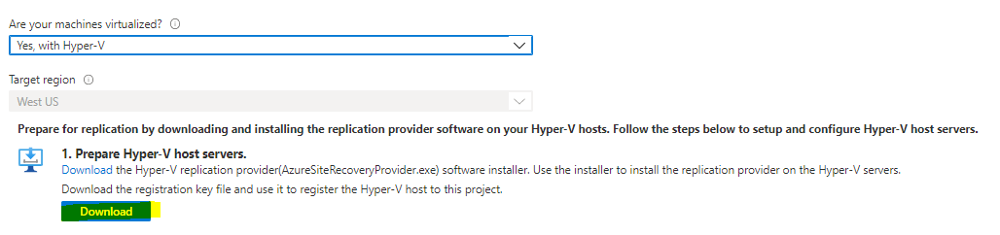 Are your machines virtualized?
Yes, with Hyper-V
Target region
West US
Prepare for replication by downloading and installing the replication provider software on your Hyper-V hosts. Follow the steps below to setup and configure Hyper-V host servers.
1. Prepare Hyper-V host servers.
Download the Hyper-V replication provider(AzureSiteRecoveryProvider.exe) software installer. Use the installer to install the replication provider on the Hyper-V servers.
Download the registration key file and use it to register the Hyper-V host to this project.
Download